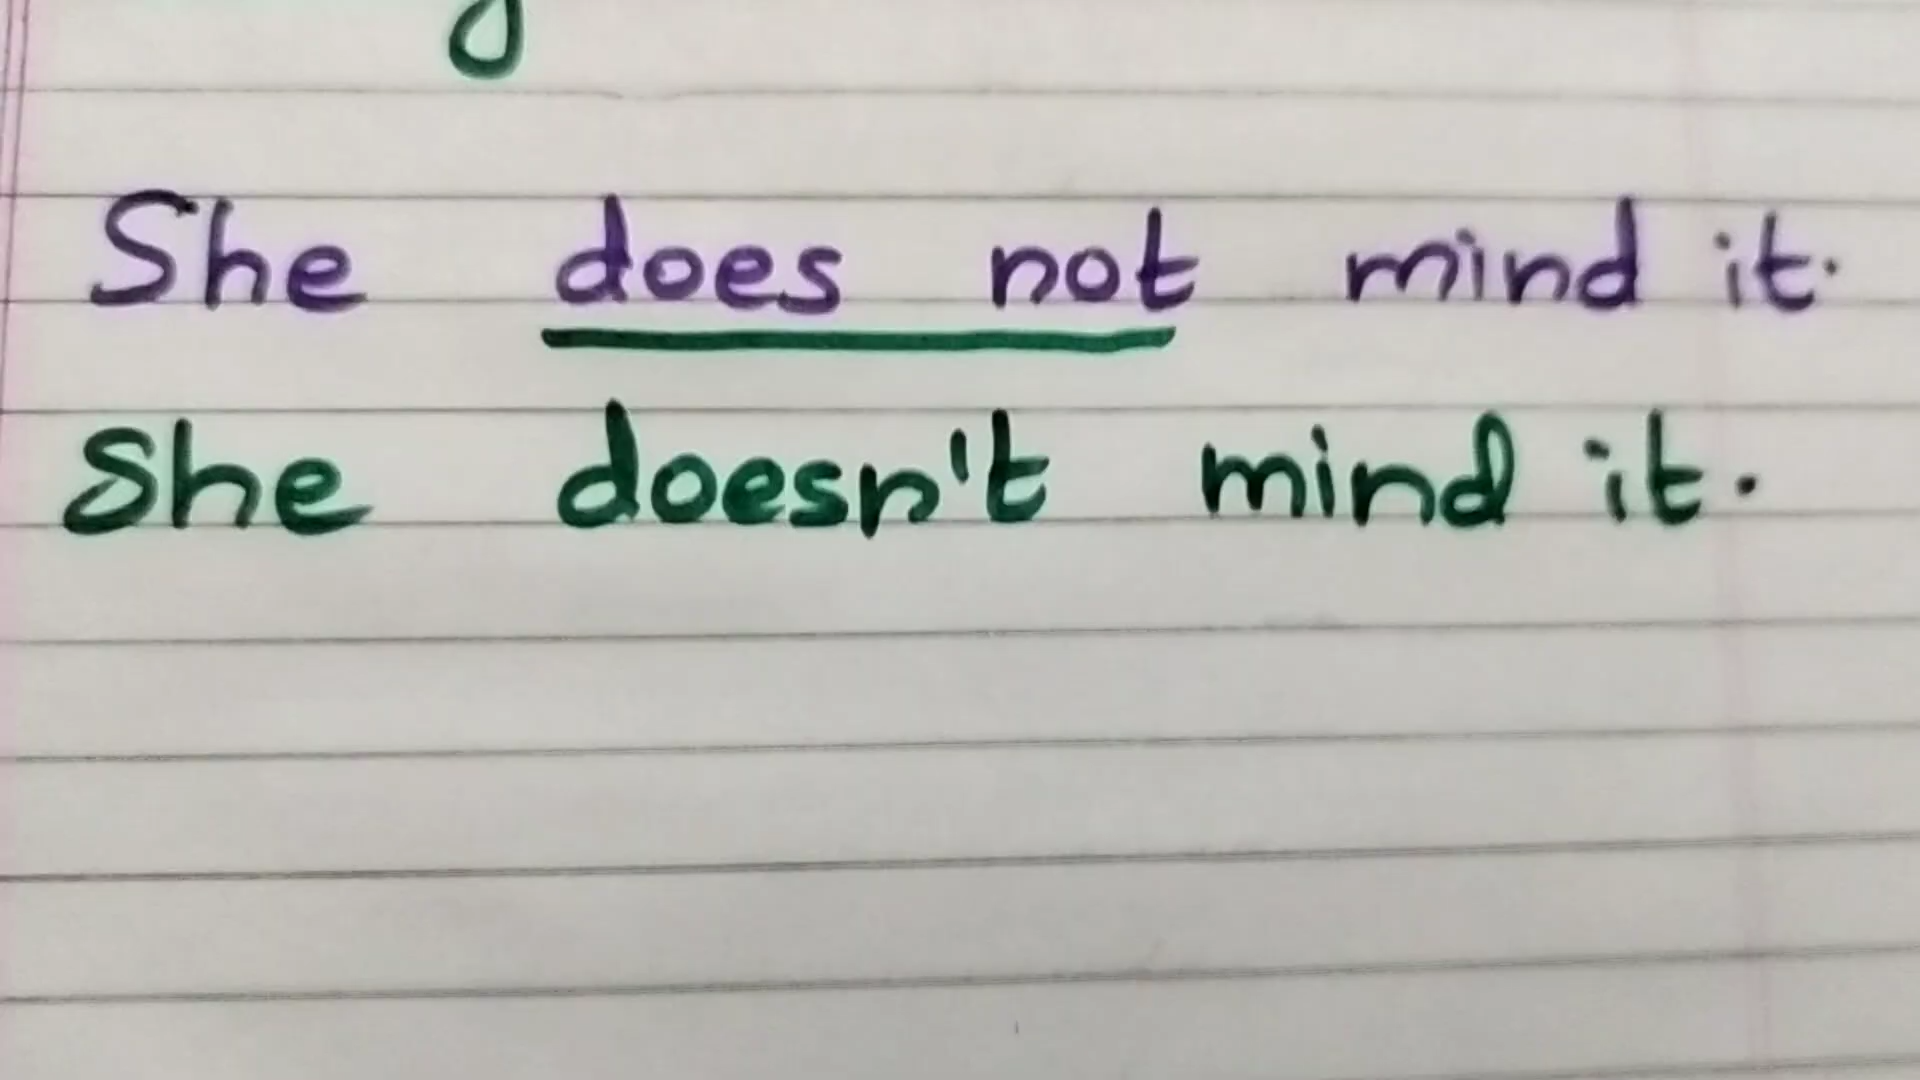 She does not mind it.
She doesn't mind it.